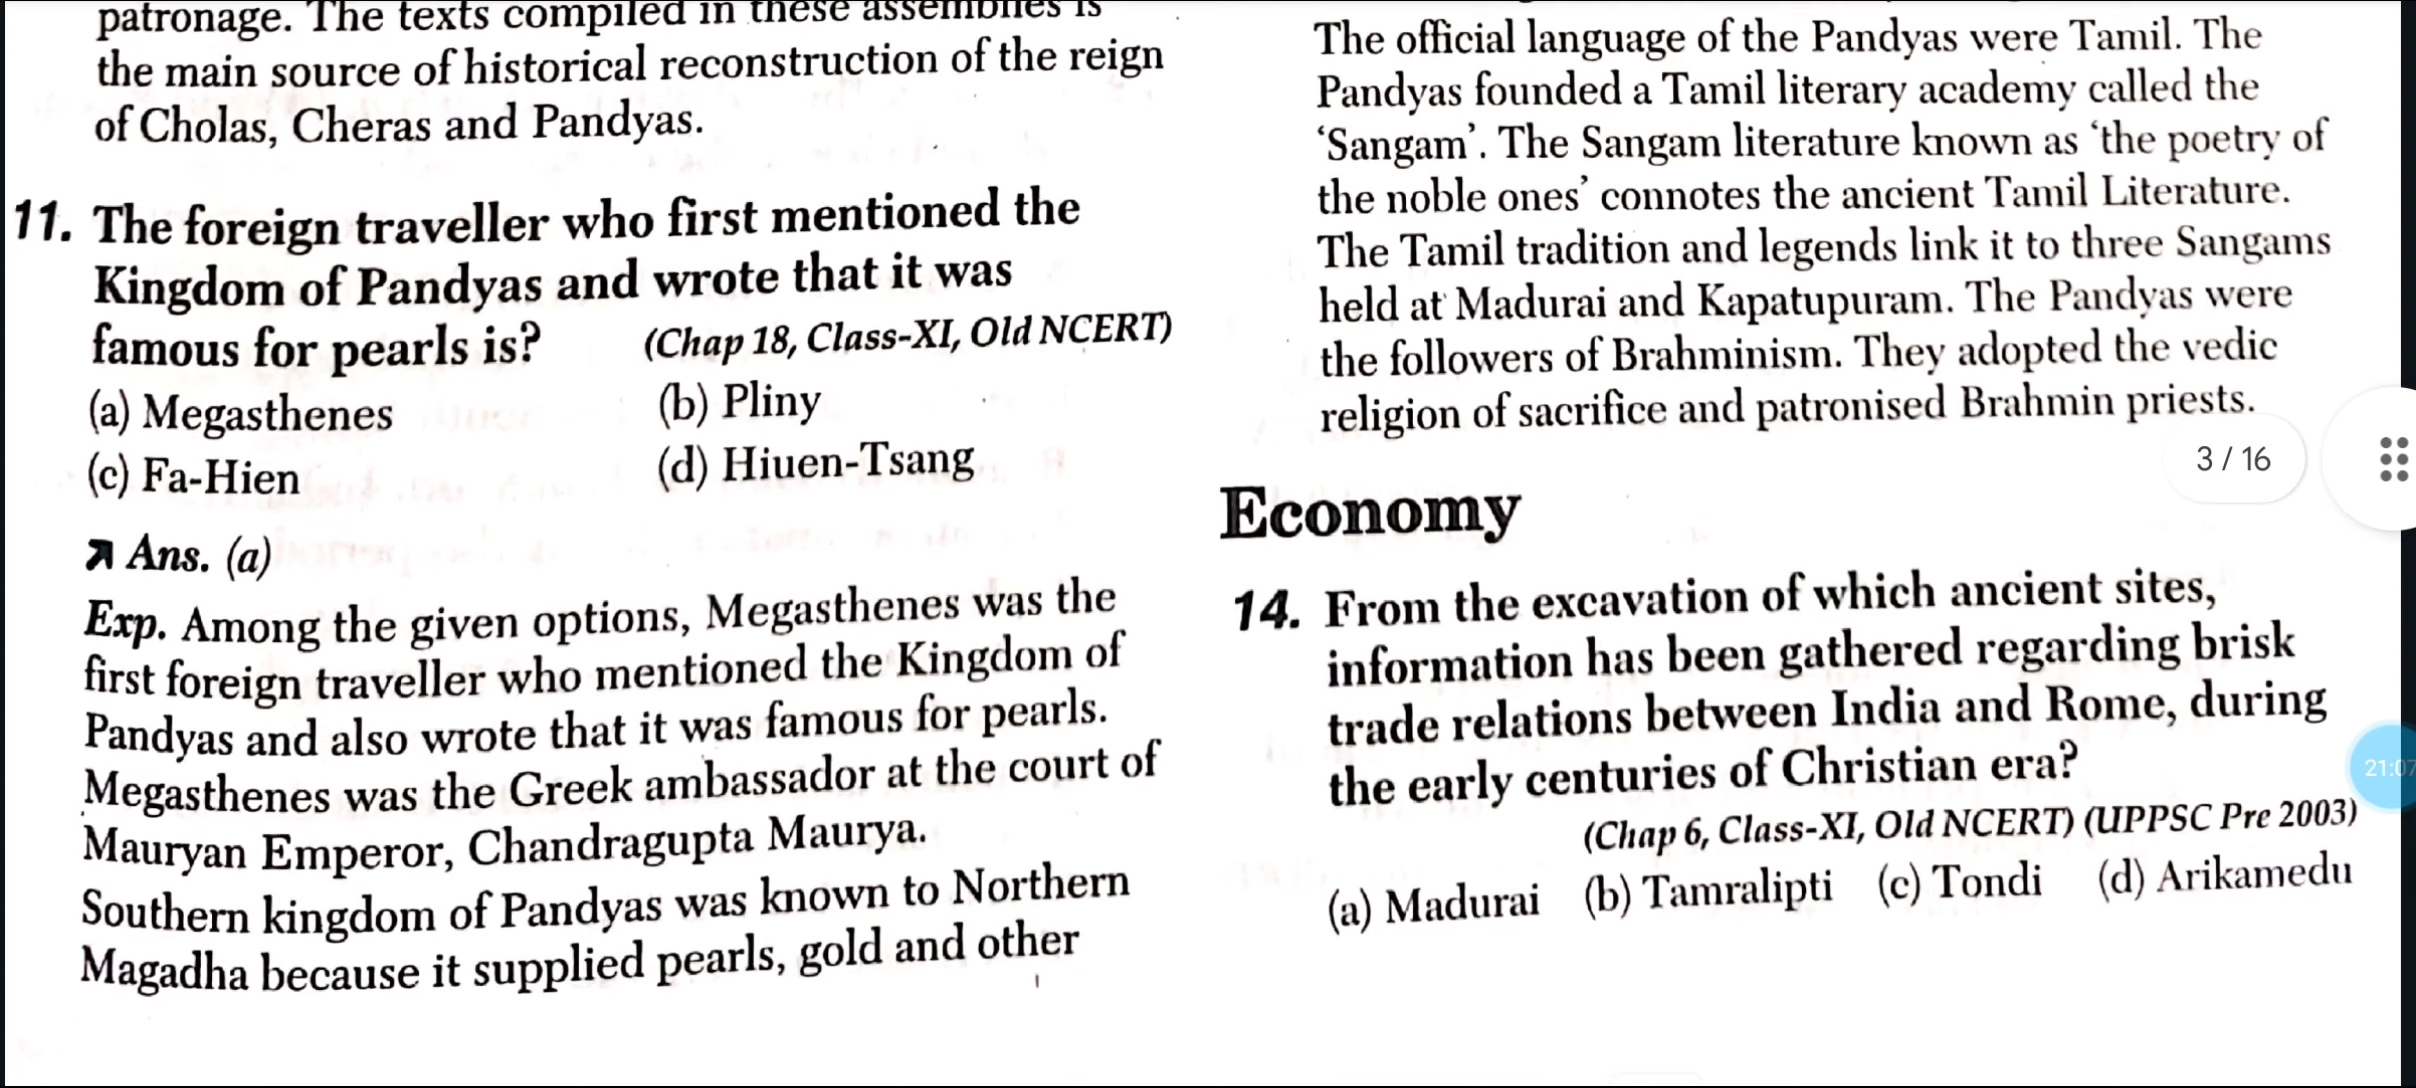 patronage. The texts compiled in these assemblies is
the main source of historical reconstruction of the reign
of Cholas, Cheras and Pandyas.
11. The foreign traveller who first mentioned the
Kingdom of Pandyas and wrote that it was
famous for pearls is? (Chap 18, Class-XI, Old NCERT)
(a) Megasthenes (b) Pliny
(c) Fa-Hien (d) Hiuen-Tsang
Ans. (a)
Exp. Among the given options, Megasthenes was the
first foreign traveller who mentioned the Kingdom of
Pandyas and also wrote that it was famous for pearls.
Megasthenes was the Greek ambassador at the court of
Mauryan Emperor, Chandragupta Maurya.
Southern kingdom of Pandyas was known to Northern
Magadha because it supplied pearls, gold and other
The official language of the Pandyas were Tamil. The
Pandyas founded a Tamil literary academy called the
‘Sangam’. The Sangam literature known as ‘the poetry of
the noble ones’ connotes the ancient Tamil Literature.
The Tamil tradition and legends link it to three Sangams
held at Madurai and Kapatupuram. The Pandyas were
the followers of Brahminism. They adopted the vedic
religion of sacrifice and patronised Brahmin priests.
3 / 16
Economy
14. From the excavation of which ancient sites,
information has been gathered regarding brisk
trade relations between India and Rome, during
the early centuries of Christian era?
(Chap 6, Class-XI, Old NCERT) (UPPSC Pre 2003)
(a) Madurai (b) Tamralipti (c) Tondi (d) Arikamedu
21:07